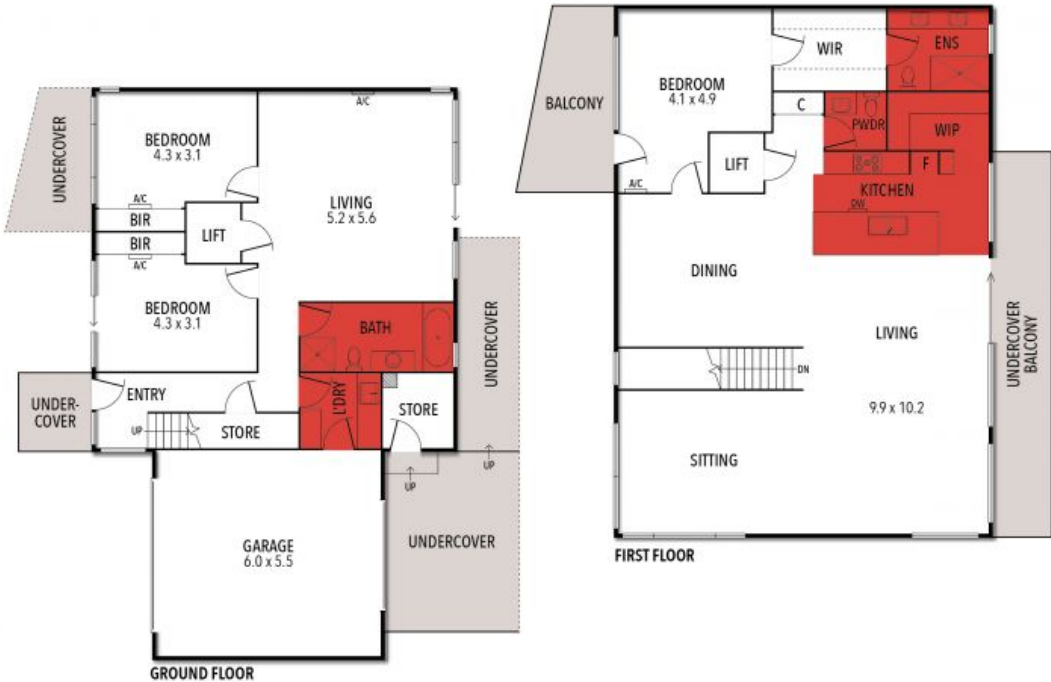 UNDERCOVER
BEDROOM
4.3 x 3.1
A/C
BIR
BIR
A/C
BEDROOM
4.3 x 3.1
LIFT
A/C
LIVING
5.2 x 5.6
BATH
UNDERCOVER
UNDER-
COVER
ENTRY
UP
STORE
L'DRY
STORE
UP
UP
UNDERCOVER
GARAGE
6.0 x 5.5
GROUND FLOOR
BALCONY
BEDROOM
4.1 x 4.9
A/C
WIR
ENS
C
PWDR
WIP
LIFT
F
KITCHEN
DW
DINING
LIVING
UNDERCOVER
BALCONY
DN
9.9 x 10.2
SITTING
FIRST FLOOR